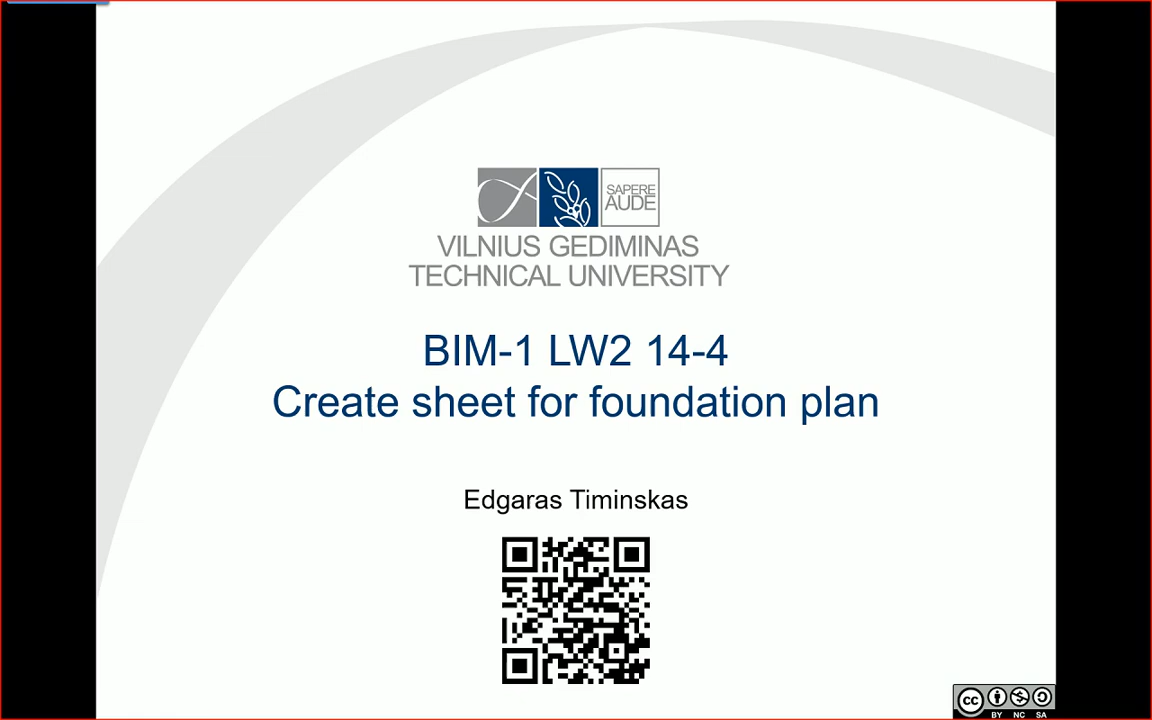 SAPERE
AUDE
VILNIUS GEDIMINAS
TECHNICAL UNIVERSITY
BIM-1 LW2 14-4
Create sheet for foundation plan
Edgaras Timinskas
cc
BY NC SA